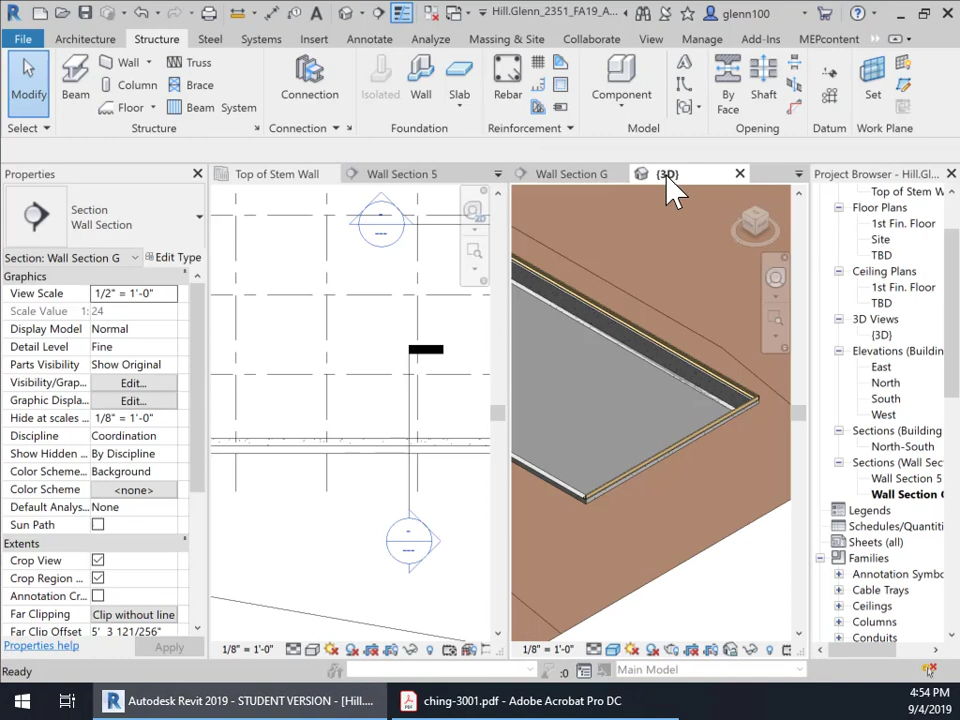 Hill.Glenn_2351_FA19_A...
glenn100
File Architecture Structure Steel Systems Insert Annotate Analyze Massing & Site Collaborate View Manage Add-Ins MEPcontent
Modify
Beam
Wall
Column
Floor
Truss
Brace
Beam System
Connection
Isolated
Wall
Slab
Rebar
Component
By Face
Shaft
Set
Select Structure Connection Foundation Reinforcement Model Opening Datum Work Plane
Properties
Top of Stem Wall
Wall Section 5
Wall Section G
{3D}
Project Browser - Hill.Gl...
Section
Wall Section
Section: Wall Section G
Edit Type
Graphics
View Scale 1/2" = 1'-0"
Scale Value 1: 24
Display Model Normal
Detail Level Fine
Parts Visibility Show Original
Visibility/Grap... Edit...
Graphic Displa... Edit...
Hide at scales ... 1/8" = 1'-0"
Discipline Coordination
Show Hidden ... By Discipline
Color Scheme... Background
Color Scheme <none>
Default Analys... None
Sun Path
Extents
Crop View
Crop Region ...
Annotation Cr...
Far Clipping Clip without line
Far Clip Offset 5' 3 121/256"
Properties help
Apply
1/8" = 1'-0"
1/8" = 1'-0"
Top of Stem W
Floor Plans
1st Fin. Floor
Site
TBD
Ceiling Plans
1st Fin. Floor
TBD
3D Views
{3D}
Elevations (Building
East
North
South
West
Sections (Building
North-South
Sections (Wall Sec
Wall Section 5
Wall Section
Legends
Schedules/Quantiti
Sheets (all)
Families
Annotation Symbo
Cable Trays
Ceilings
Columns
Conduits
Ready
:0
Main Model
Autodesk Revit 2019 - STUDENT VERSION - [Hill....
ching-3001.pdf - Adobe Acrobat Pro DC
4:54 PM
9/4/2019